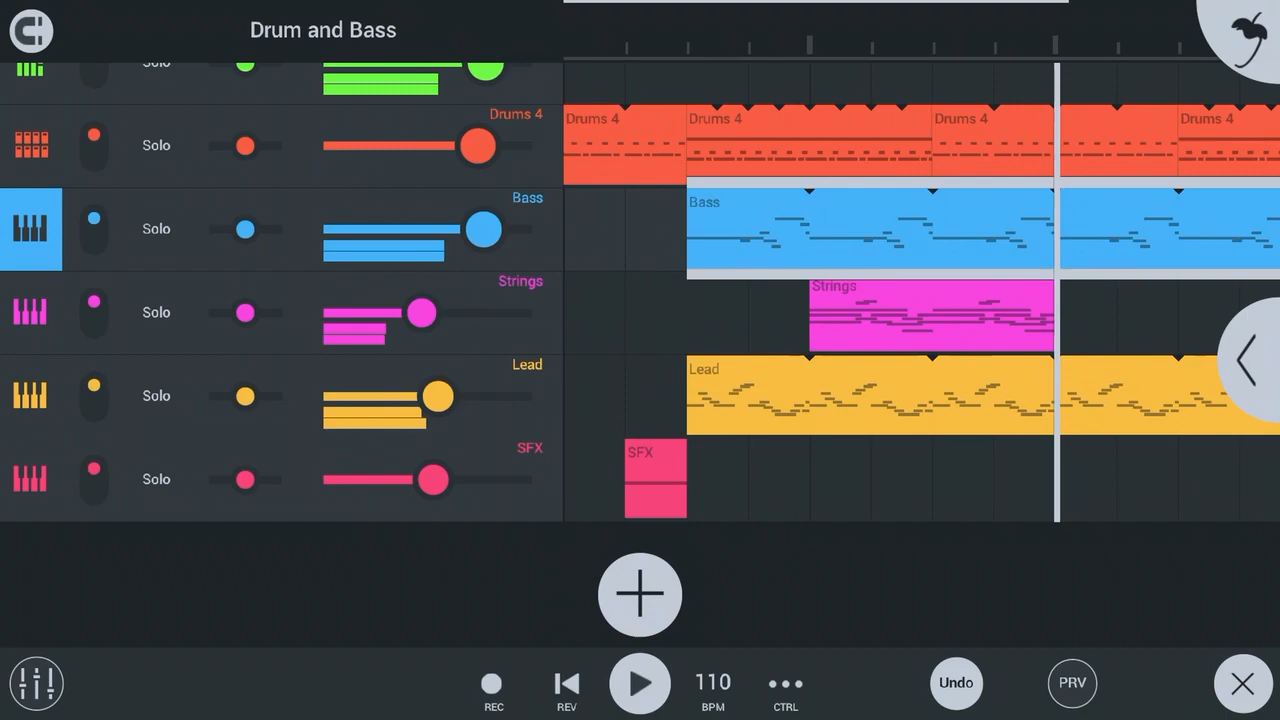 Drum and Bass
Solo
Drums 4
Solo
Drums 4
Drums 4
Drums 4
Drums 4
Bass
Solo
Bass
Strings
Solo
Strings
Lead
Solo
Lead
SFX
Solo
SFX
REC
REV
110
BPM
CTRL
Undo
PRV